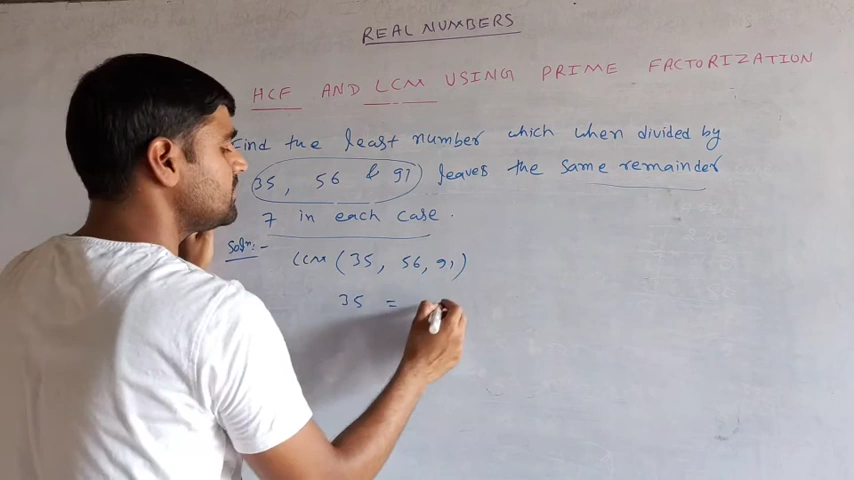 REAL NUMBERS
HCF AND LCM USING PRIME FACTORIZATION
Find the least number which when divided by
35, 56 & 91 leaves the same remainder
7 in each case.
Solⁿ:-
LCM (35, 56, 91)
35 =